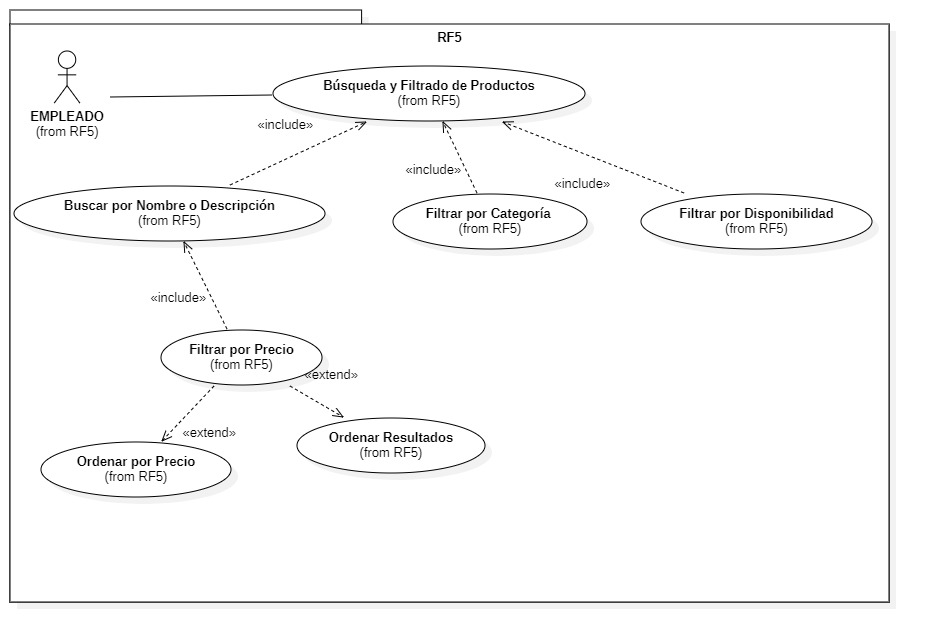 RF5
Búsqueda y Filtrado de Productos
(from RF5)
EMPLEADO
(from RF5)
«include»
«include»
«include»
Buscar por Nombre o Descripción
(from RF5)
Filtrar por Categoría
(from RF5)
Filtrar por Disponibilidad
(from RF5)
«include»
Filtrar por Precio
(from RF5)
«extend»
«extend»
Ordenar Resultados
(from RF5)
Ordenar por Precio
(from RF5)